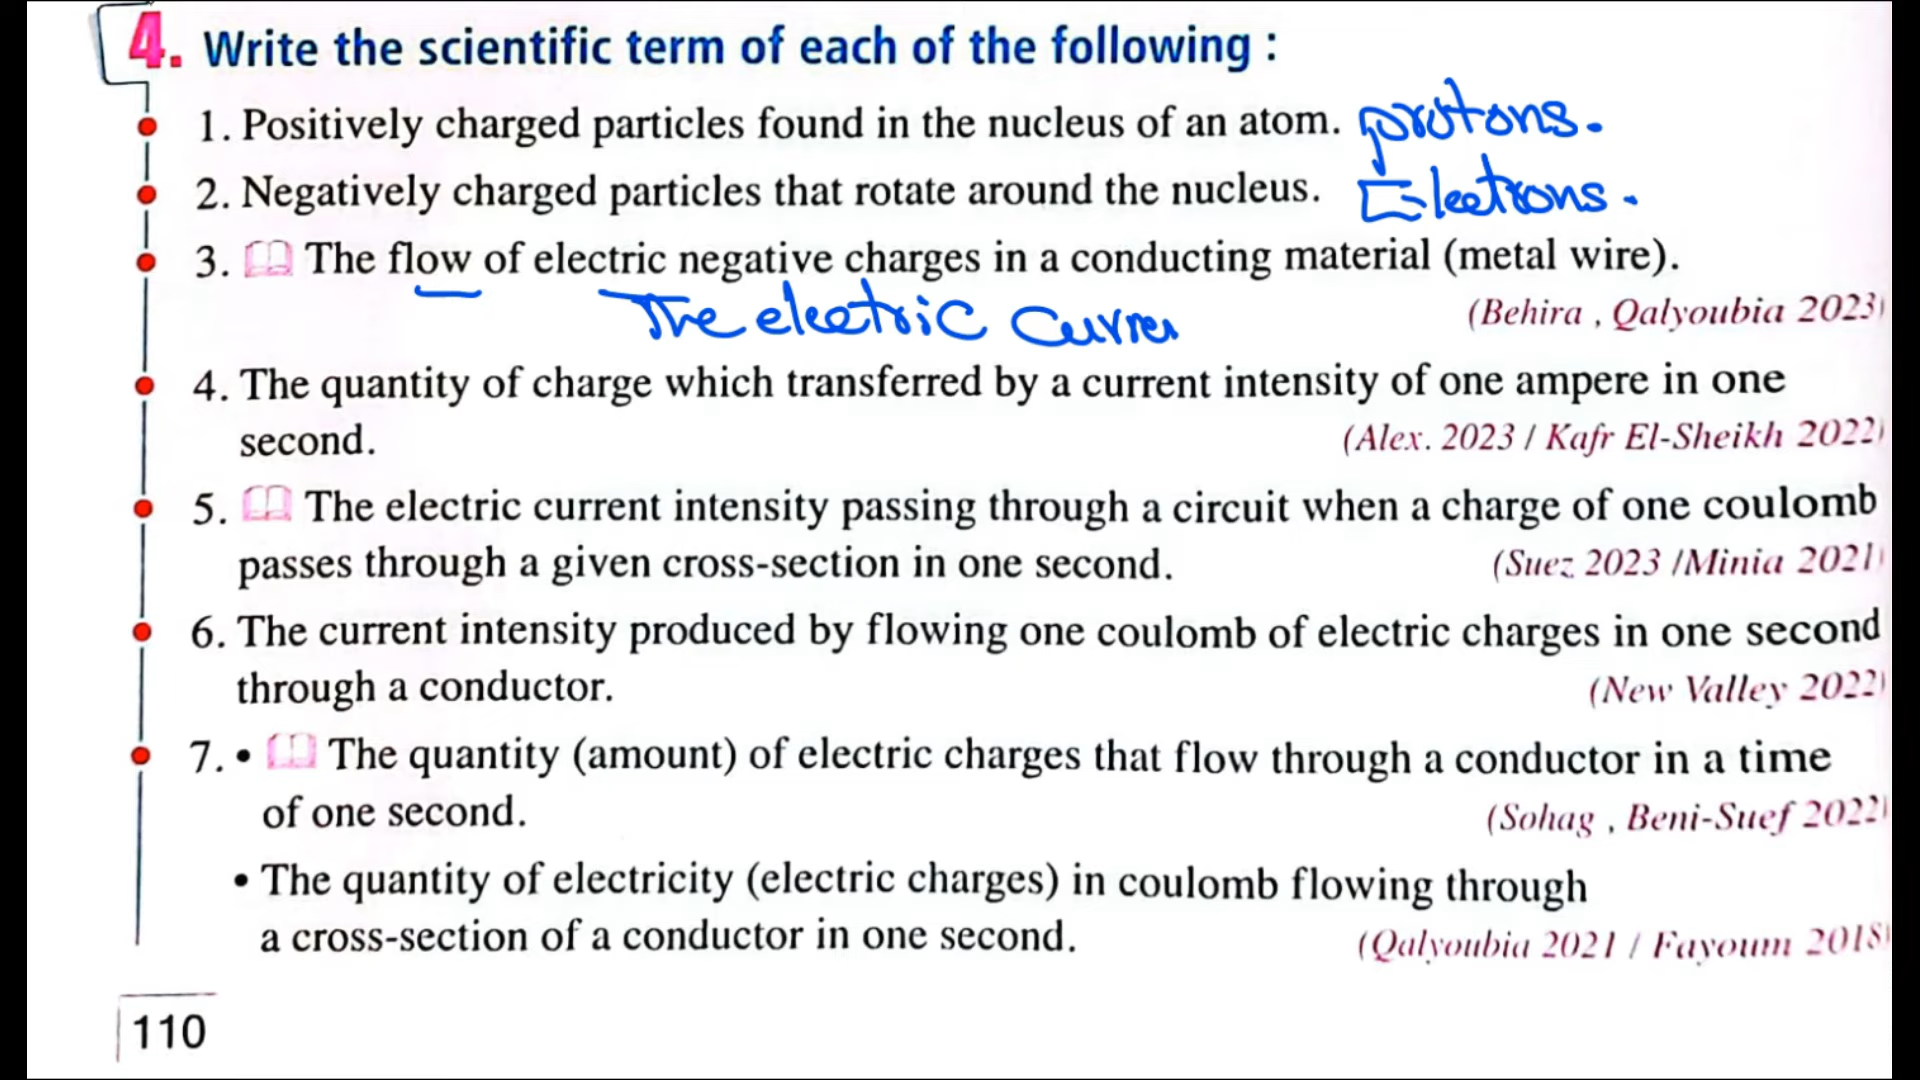 4. Write the scientific term of each of the following :
1. Positively charged particles found in the nucleus of an atom. protons.
2. Negatively charged particles that rotate around the nucleus. Electrons.
3. The flow of electric negative charges in a conducting material (metal wire).
The electric Curren
(Behira , Qalyoubia 2023)
4. The quantity of charge which transferred by a current intensity of one ampere in one
second. (Alex. 2023 / Kafr El-Sheikh 2022)
5. The electric current intensity passing through a circuit when a charge of one coulomb
passes through a given cross-section in one second. (Suez 2023 /Minia 2021)
6. The current intensity produced by flowing one coulomb of electric charges in one second
through a conductor. (New Valley 2022)
7. • The quantity (amount) of electric charges that flow through a conductor in a time
of one second. (Sohag , Beni-Suef 2022)
• The quantity of electricity (electric charges) in coulomb flowing through
a cross-section of a conductor in one second. (Qalyoubia 2021 / Fayoum 2018)
110